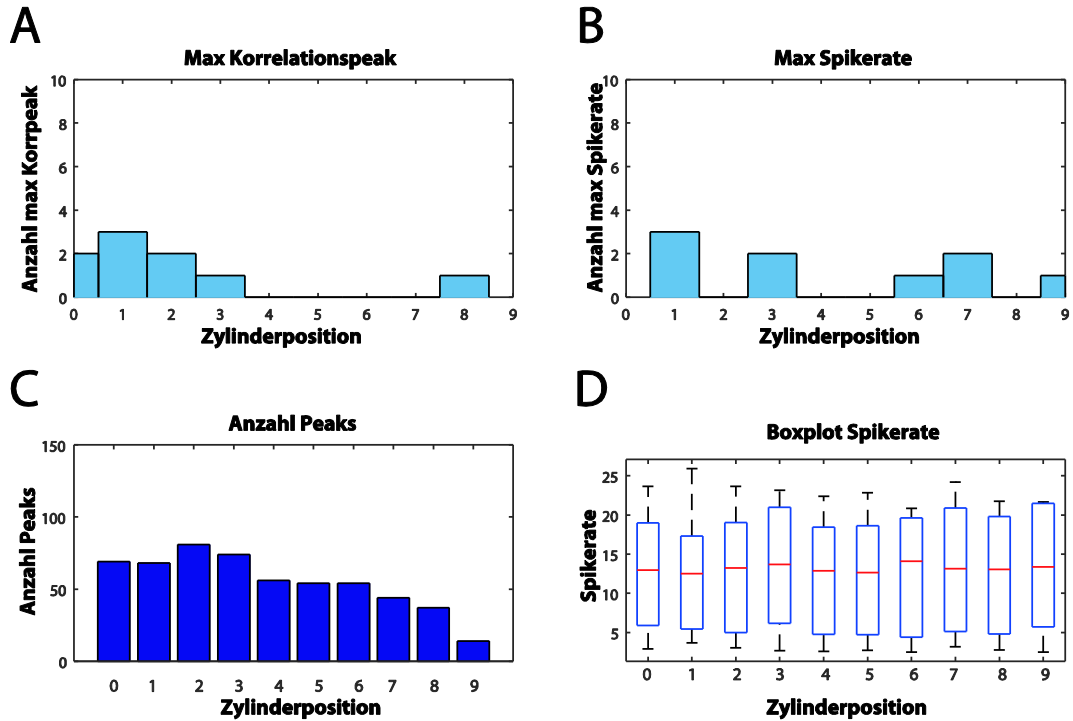 A
Max Korrelationspeak
Anzahl max Korrpeak
10
8
6
4
2
0
0 1 2 3 4 5 6 7 8 9
Zylinderposition
B
Max Spikerate
Anzahl max Spikerate
10
8
6
4
2
0
0 1 2 3 4 5 6 7 8 9
Zylinderposition
C
Anzahl Peaks
Anzahl Peaks
150
100
50
0
0 1 2 3 4 5 6 7 8 9
Zylinderposition
D
Boxplot Spikerate
Spikerate
25
20
15
10
5
0 1 2 3 4 5 6 7 8 9
Zylinderposition